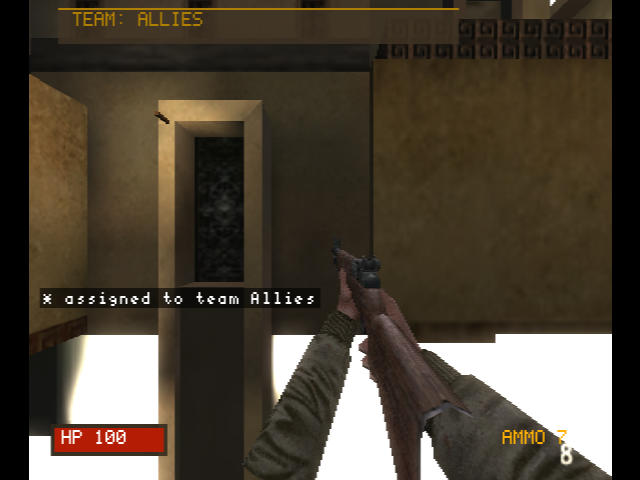 TEAM: ALLIES
* assigned to team Allies
HP 100
AMMO 7
8